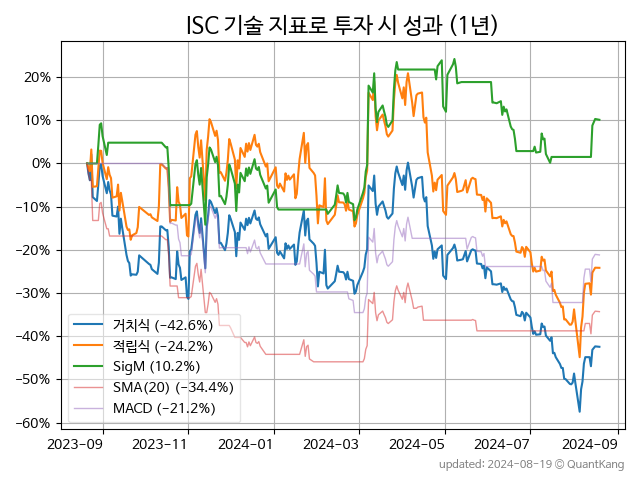 ISC 기술 지표로 투자 시 성과 (1년)
20%
10%
0%
−10%
−20%
−30%
−40%
−50%
−60%
거치식 (−42.6%)
적립식 (−24.2%)
SigM (10.2%)
SMA(20) (−34.4%)
MACD (−21.2%)
2023-09 2023-11 2024-01 2024-03 2024-05 2024-07 2024-09
updated: 2024-08-19 © QuantKang